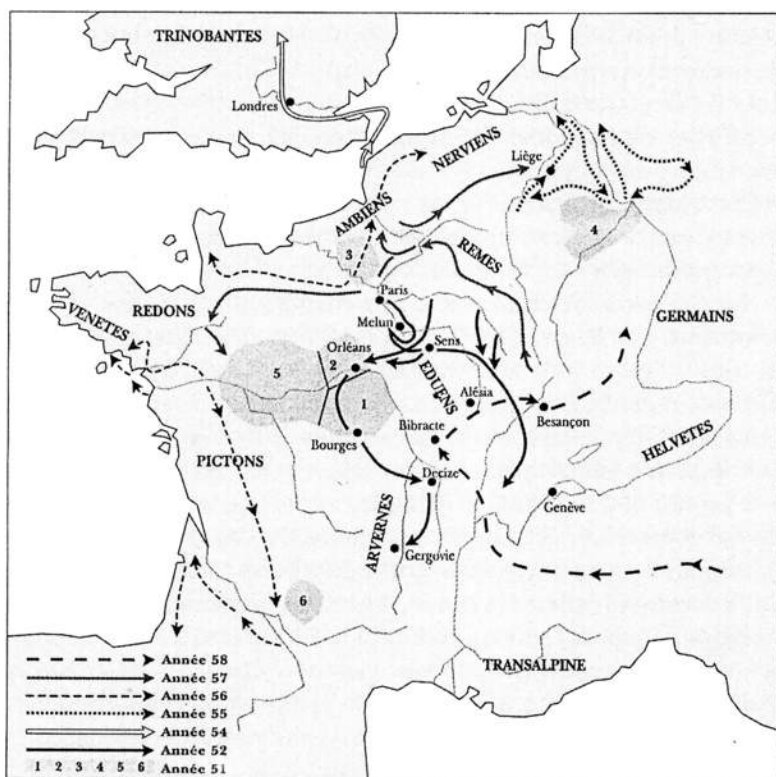 TRINOBANTES
Londres
NERVIENS
Liège
AMBIENS
4
3
REMES
Paris
REDONS
GERMAINS
VENETES
Melun
Sens
Orléans
2
5
EDUENS
Alésia
1
Besançon
Bibracte
Bourges
HELVETES
PICTONS
Decize
Genève
ARVERNES
Gergovie
6
TRANSALPINE
Année 58
Année 57
Année 56
Année 55
Année 54
Année 52
1 2 3 4 5 6 Année 51